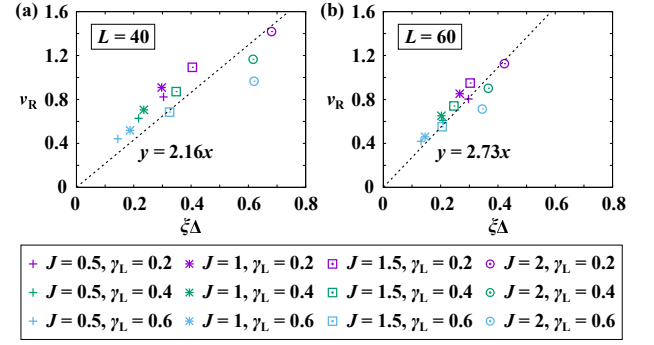 (a)
L = 40
1.6
1.2
0.8
0.4
0
v_R
y = 2.16x
0 0.2 0.4 0.6 0.8
ξΔ
(b)
L = 60
1.6
1.2
0.8
0.4
0
y = 2.73x
0 0.2 0.4 0.6 0.8
ξΔ
J = 0.5, γ_L = 0.2 J = 1, γ_L = 0.2 J = 1.5, γ_L = 0.2 J = 2, γ_L = 0.2
J = 0.5, γ_L = 0.4 J = 1, γ_L = 0.4 J = 1.5, γ_L = 0.4 J = 2, γ_L = 0.4
J = 0.5, γ_L = 0.6 J = 1, γ_L = 0.6 J = 1.5, γ_L = 0.6 J = 2, γ_L = 0.6